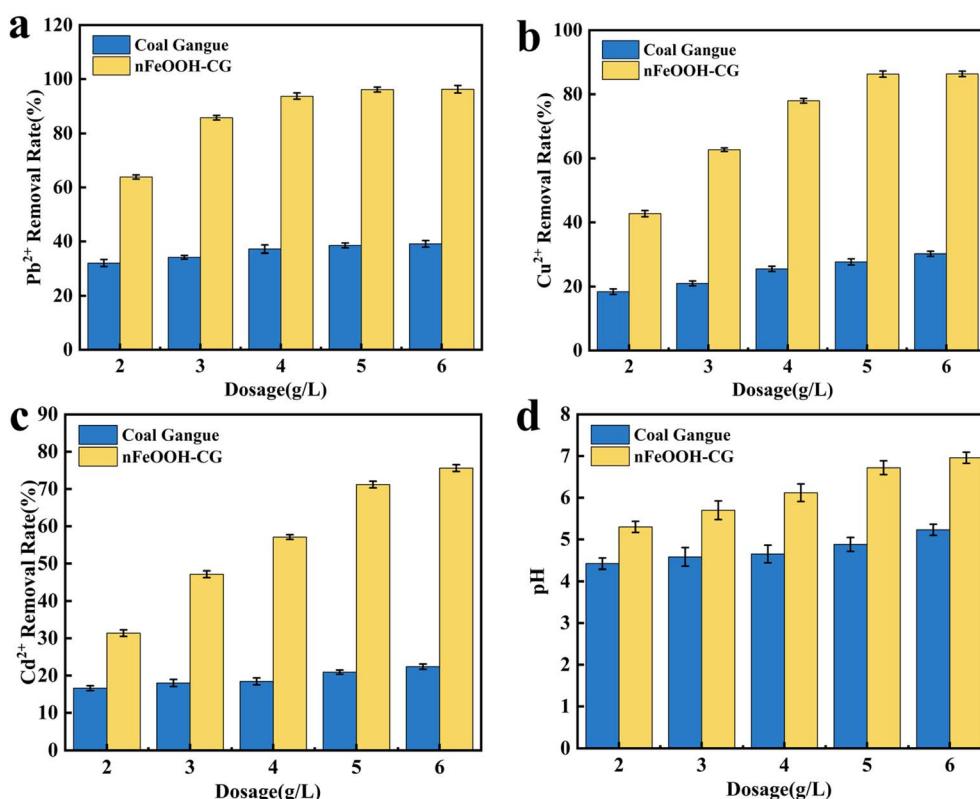 a
120
100
80
60
40
20
0
Pb2+ Removal Rate(%)
Coal Gangue
nFeOOH-CG
2 3 4 5 6
Dosage(g/L)
b
100
80
60
40
20
0
Cu2+ Removal Rate(%)
Coal Gangue
nFeOOH-CG
2 3 4 5 6
Dosage(g/L)
c
90
80
70
60
50
40
30
20
10
0
Cd2+ Removal Rate(%)
Coal Gangue
nFeOOH-CG
2 3 4 5 6
Dosage(g/L)
d
8
7
6
5
4
3
2
1
0
pH
Coal Gangue
nFeOOH-CG
2 3 4 5 6
Dosage(g/L)